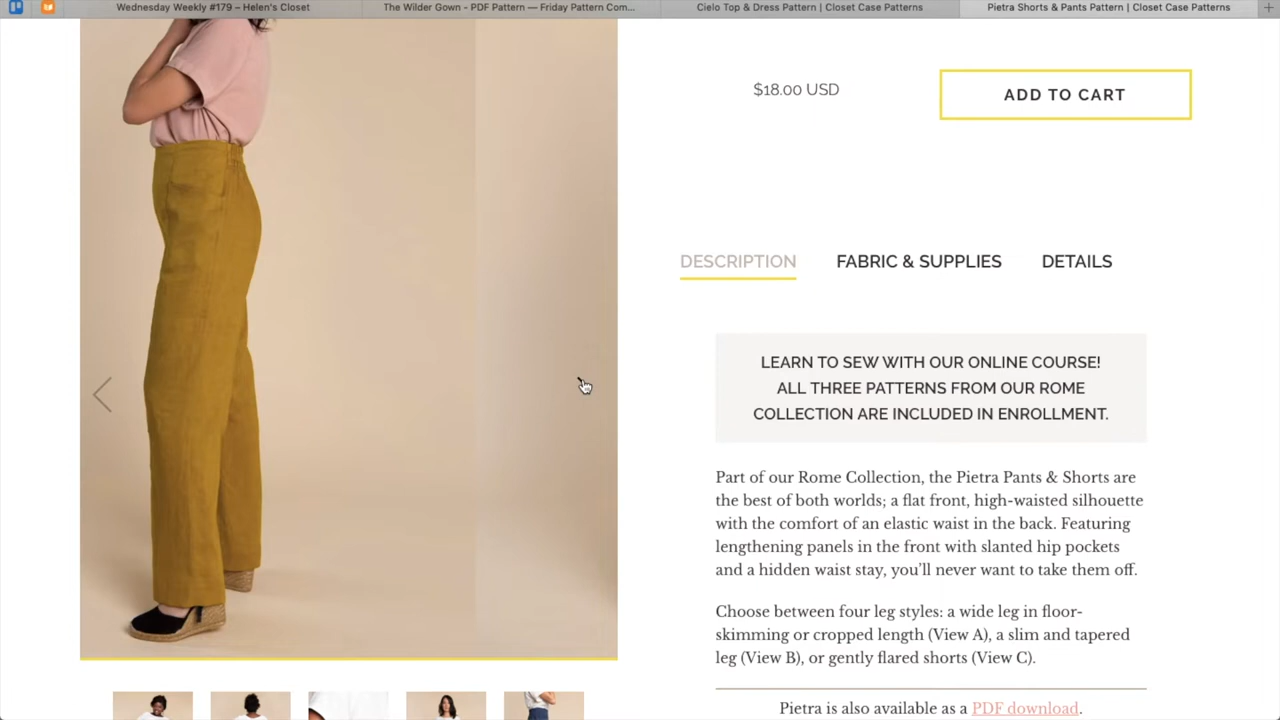 Wednesday Weekly #179 – Helen's Closet
The Wilder Gown - PDF Pattern — Friday Pattern Com...
Cielo Top & Dress Pattern | Closet Case Patterns
Pietra Shorts & Pants Pattern | Closet Case Patterns
$18.00 USD
ADD TO CART
DESCRIPTION
FABRIC & SUPPLIES
DETAILS
LEARN TO SEW WITH OUR ONLINE COURSE!
ALL THREE PATTERNS FROM OUR ROME
COLLECTION ARE INCLUDED IN ENROLLMENT.
Part of our Rome Collection, the Pietra Pants & Shorts are
the best of both worlds; a flat front, high-waisted silhouette
with the comfort of an elastic waist in the back. Featuring
lengthening panels in the front with slanted hip pockets
and a hidden waist stay, you’ll never want to take them off.
Choose between four leg styles: a wide leg in floor-
skimming or cropped length (View A), a slim and tapered
leg (View B), or gently flared shorts (View C).
Pietra is also available as a PDF download.